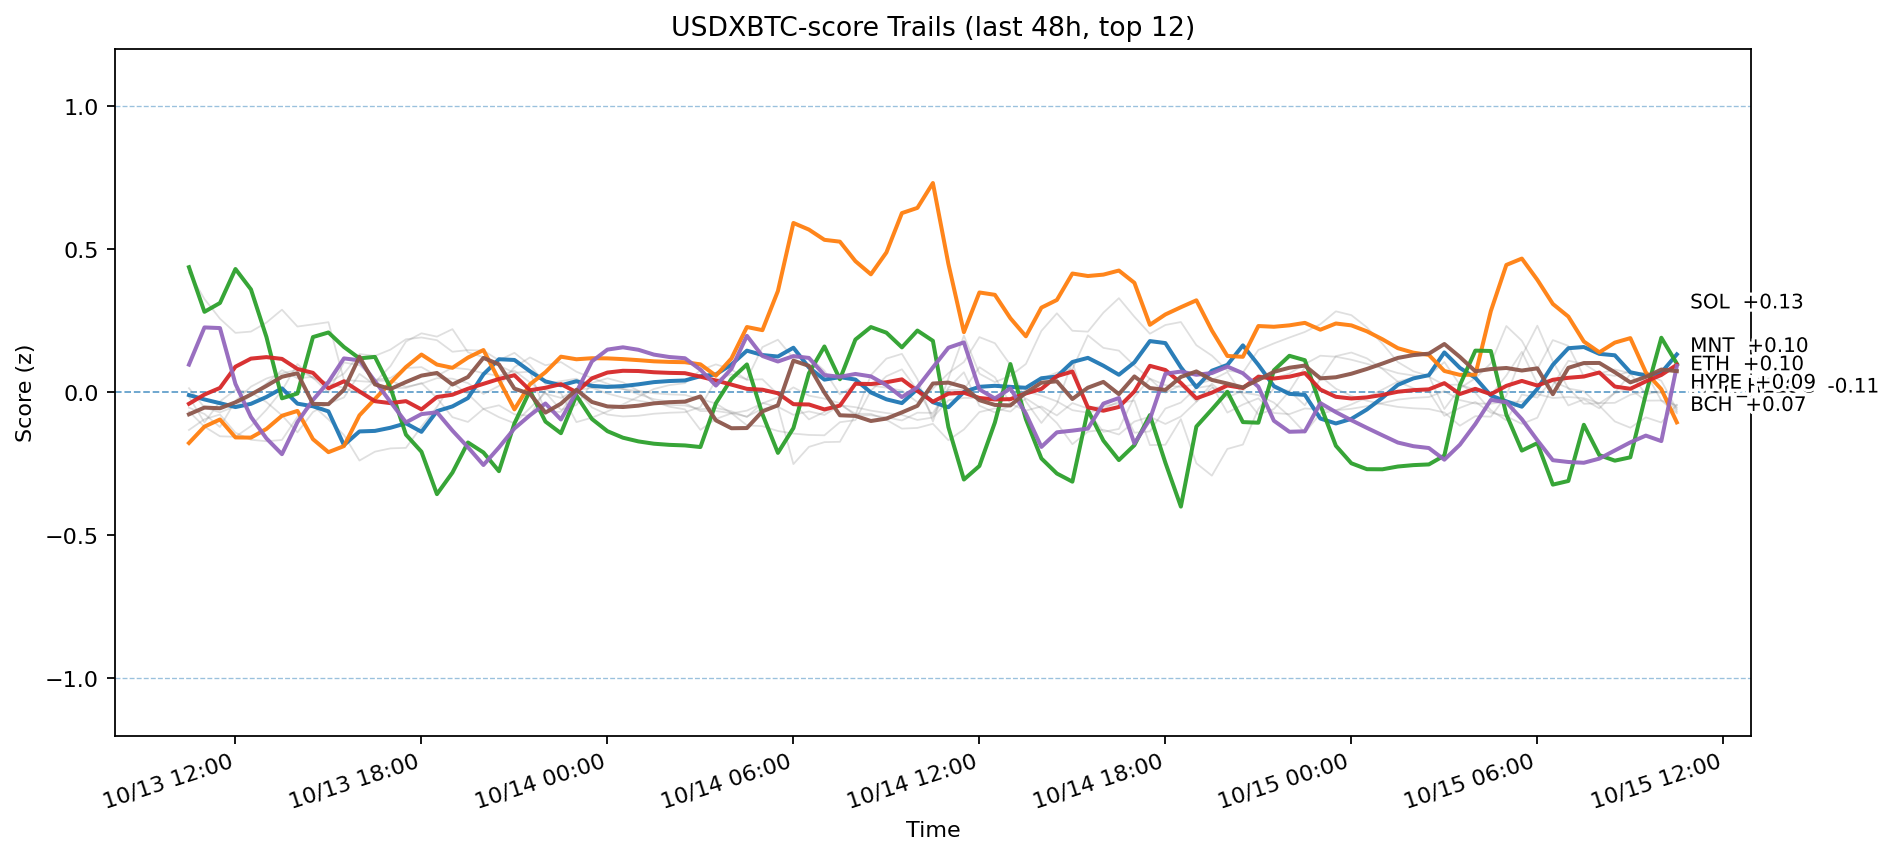 USDXBTC-score Trails (last 48h, top 12)
Score (z)
1.0
0.5
0.0
−0.5
−1.0
SOL +0.13
MNT +0.10
ETH +0.10
HYPE +0.09
-0.11
BCH +0.07
10/13 12:00
10/13 18:00
10/14 00:00
10/14 06:00
10/14 12:00
10/14 18:00
10/15 00:00
10/15 06:00
10/15 12:00
Time